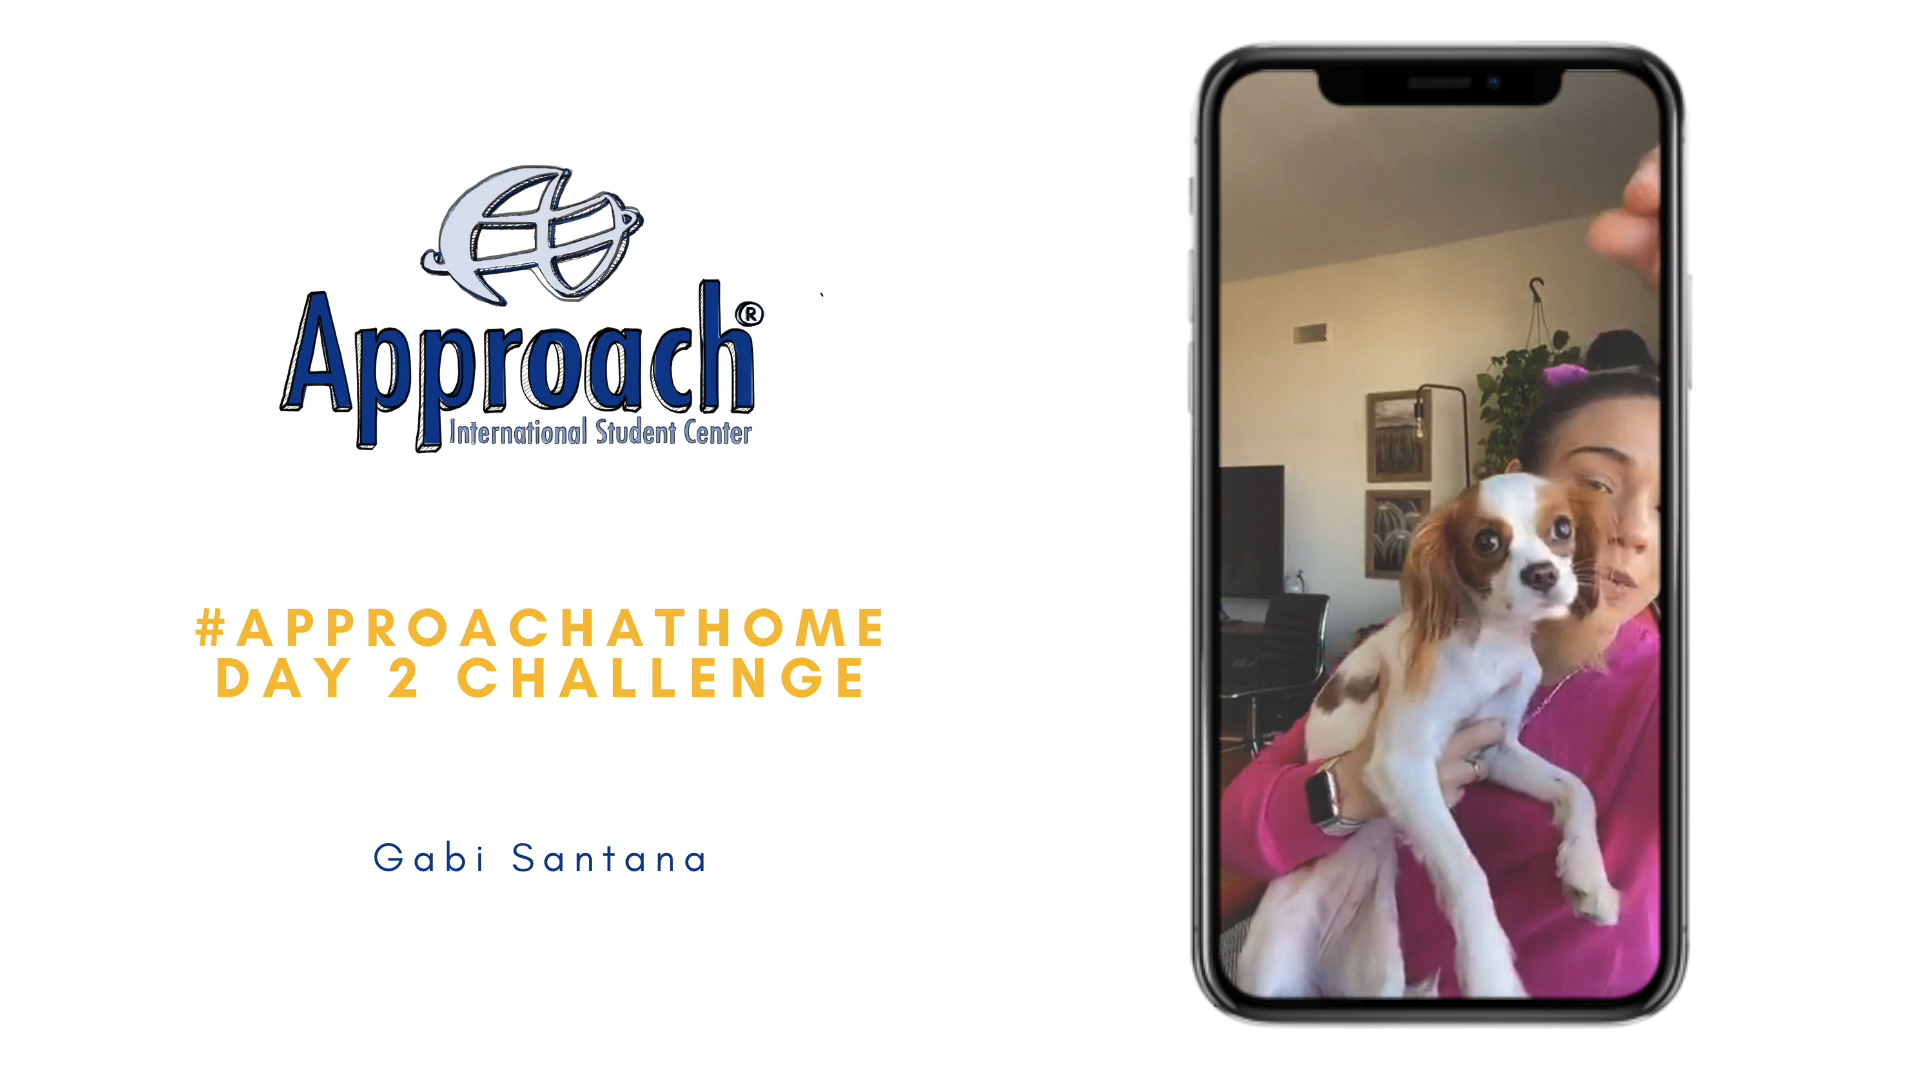 Approach®
International Student Center
#APPROACHATHOME
DAY 2 CHALLENGE
Gabi Santana